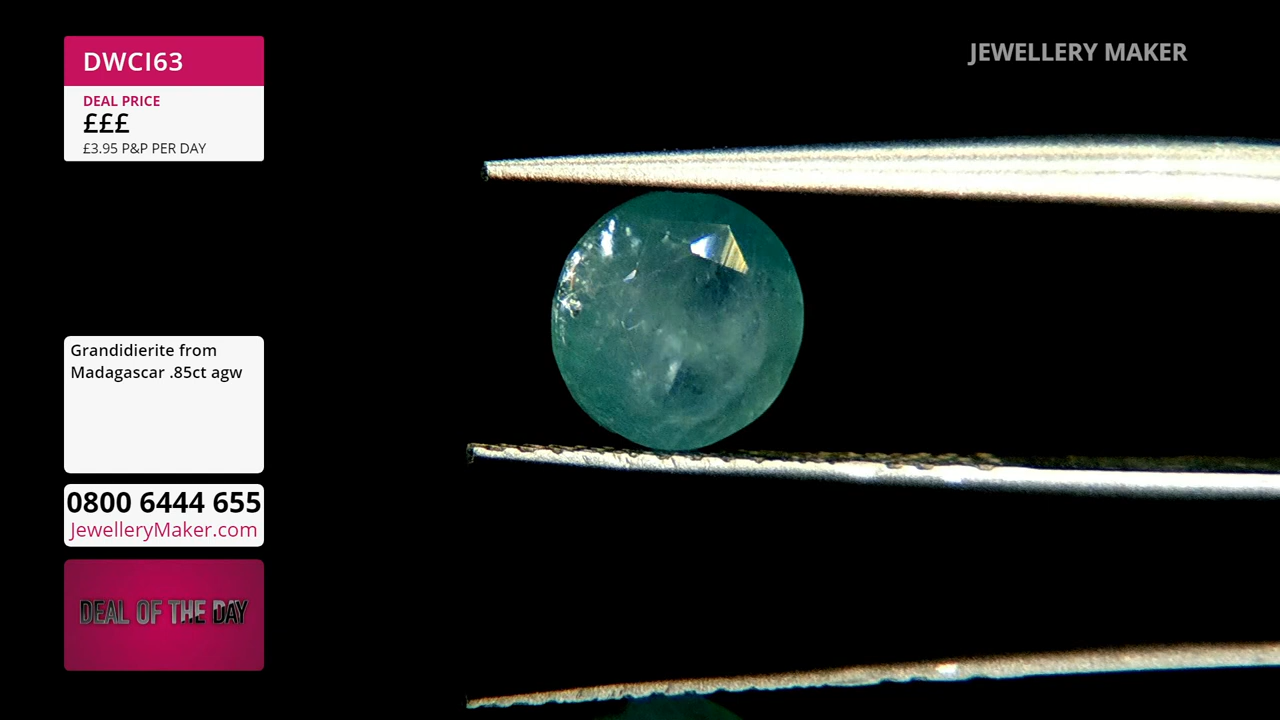 DWCI63
DEAL PRICE
£££
£3.95 P&P PER DAY
JEWELLERY MAKER
Grandidierite from
Madagascar .85ct agw
0800 6444 655
JewelleryMaker.com
DEAL OF THE DAY